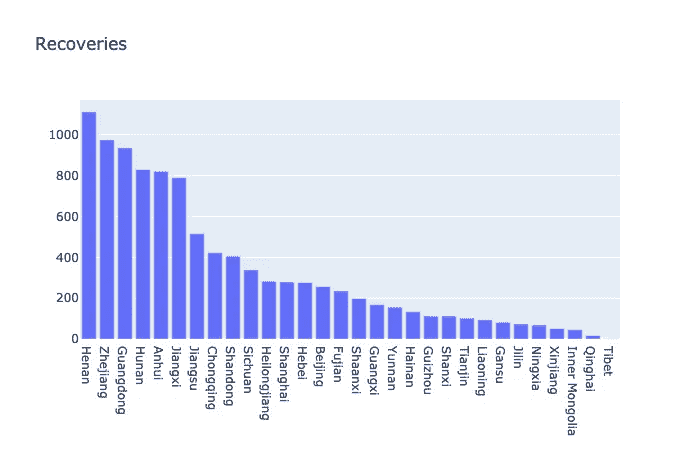 Recoveries
1000
800
600
400
200
0
Henan
Zhejiang
Guangdong
Hunan
Anhui
Jiangxi
Jiangsu
Chongqing
Shandong
Sichuan
Heilongjiang
Shanghai
Hebei
Beijing
Fujian
Shaanxi
Guangxi
Yunnan
Hainan
Guizhou
Shanxi
Tianjin
Liaoning
Gansu
Jilin
Ningxia
Xinjiang
Inner Mongolia
Qinghai
Tibet